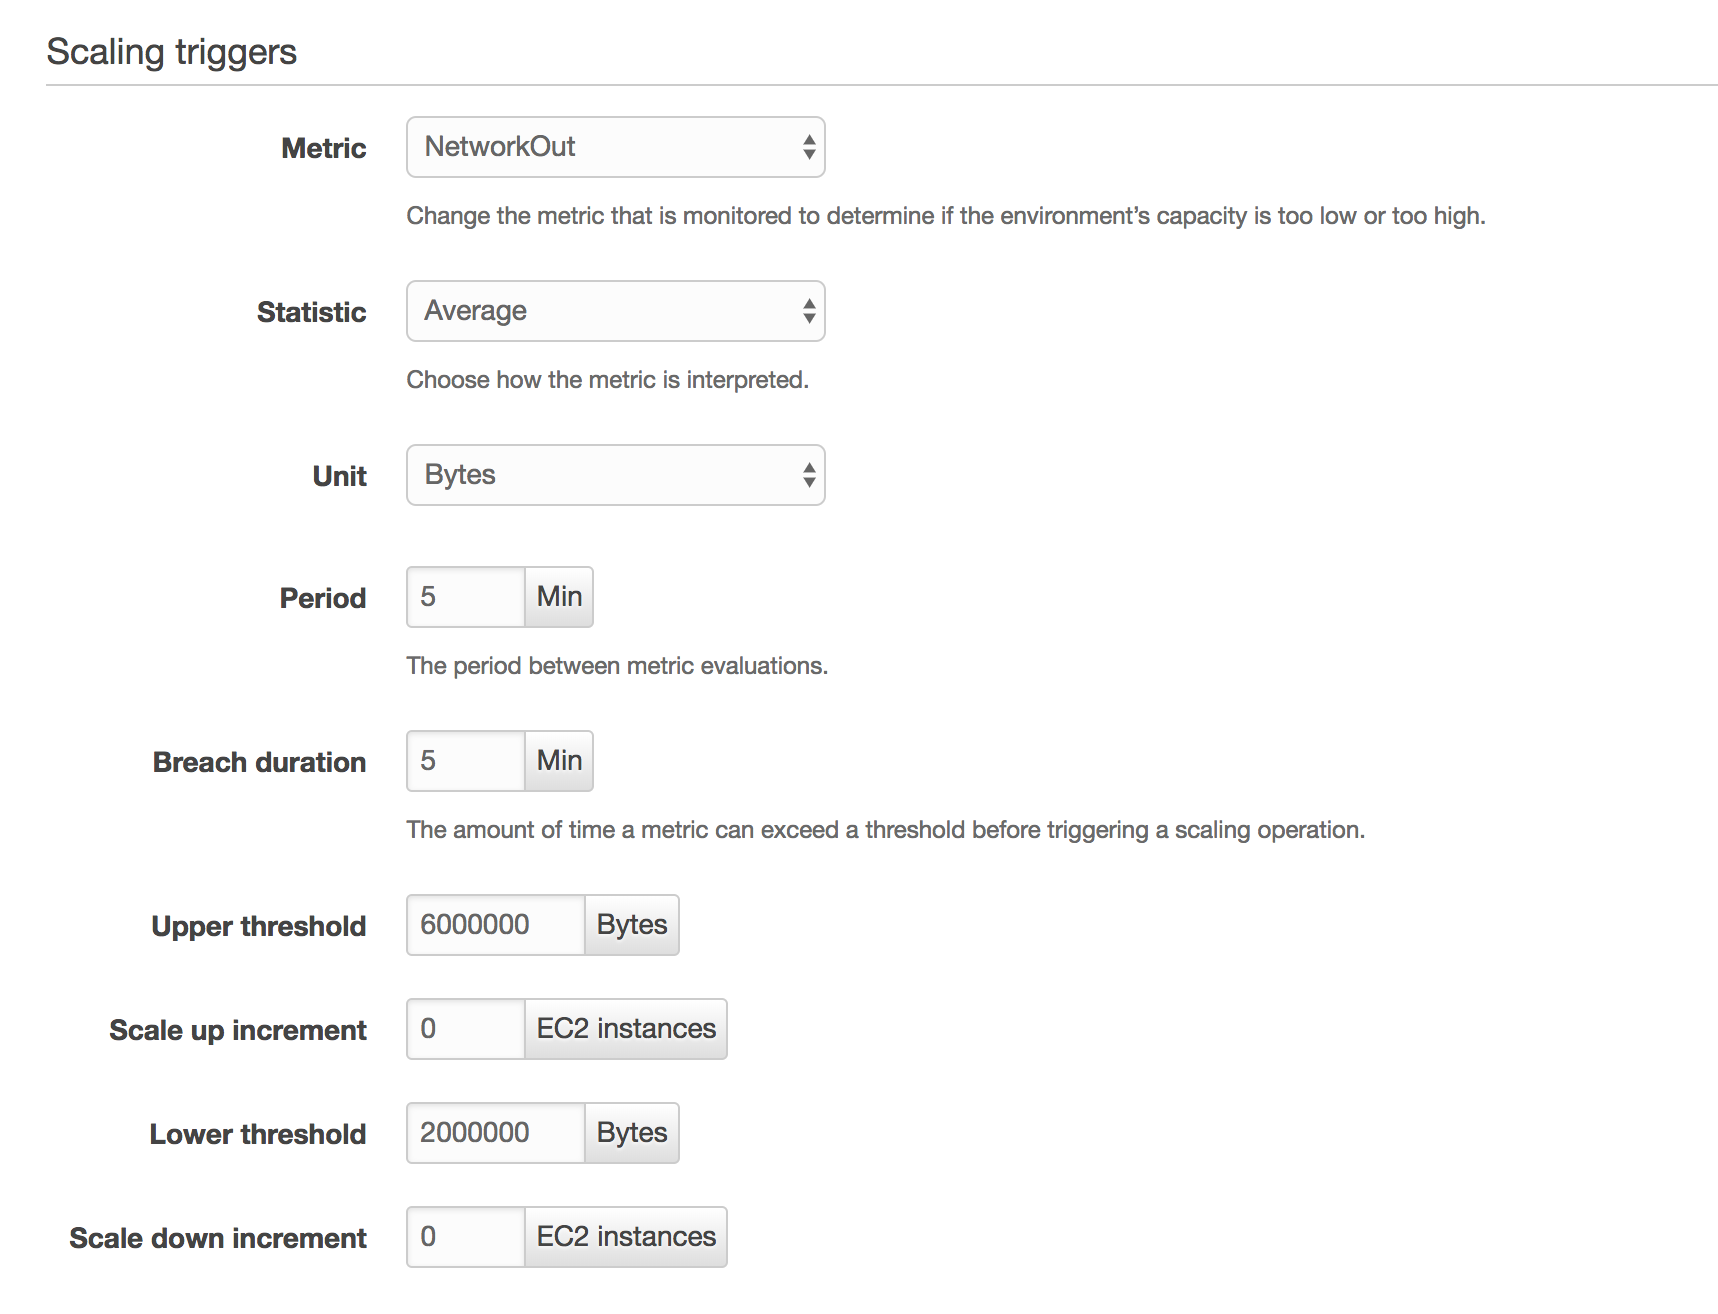 Scaling triggers
Metric NetworkOut
Change the metric that is monitored to determine if the environment’s capacity is too low or too high.
Statistic Average
Choose how the metric is interpreted.
Unit Bytes
Period 5 Min
The period between metric evaluations.
Breach duration 5 Min
The amount of time a metric can exceed a threshold before triggering a scaling operation.
Upper threshold 6000000 Bytes
Scale up increment 0 EC2 instances
Lower threshold 2000000 Bytes
Scale down increment 0 EC2 instances